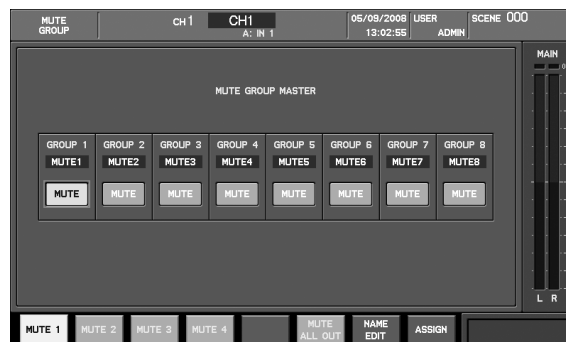 MUTE GROUP
CH 1
CH1
A: IN 1
05/09/2008
13:02:55
USER
ADMIN
SCENE 000
MAIN
0
MUTE GROUP MASTER
GROUP 1 GROUP 2 GROUP 3 GROUP 4 GROUP 5 GROUP 6 GROUP 7 GROUP 8
MUTE1 MUTE2 MUTE3 MUTE4 MUTE5 MUTE6 MUTE7 MUTE8
MUTE MUTE MUTE MUTE MUTE MUTE MUTE MUTE
L R
MUTE 1 MUTE 2 MUTE 3 MUTE 4 MUTE ALL OUT NAME EDIT ASSIGN